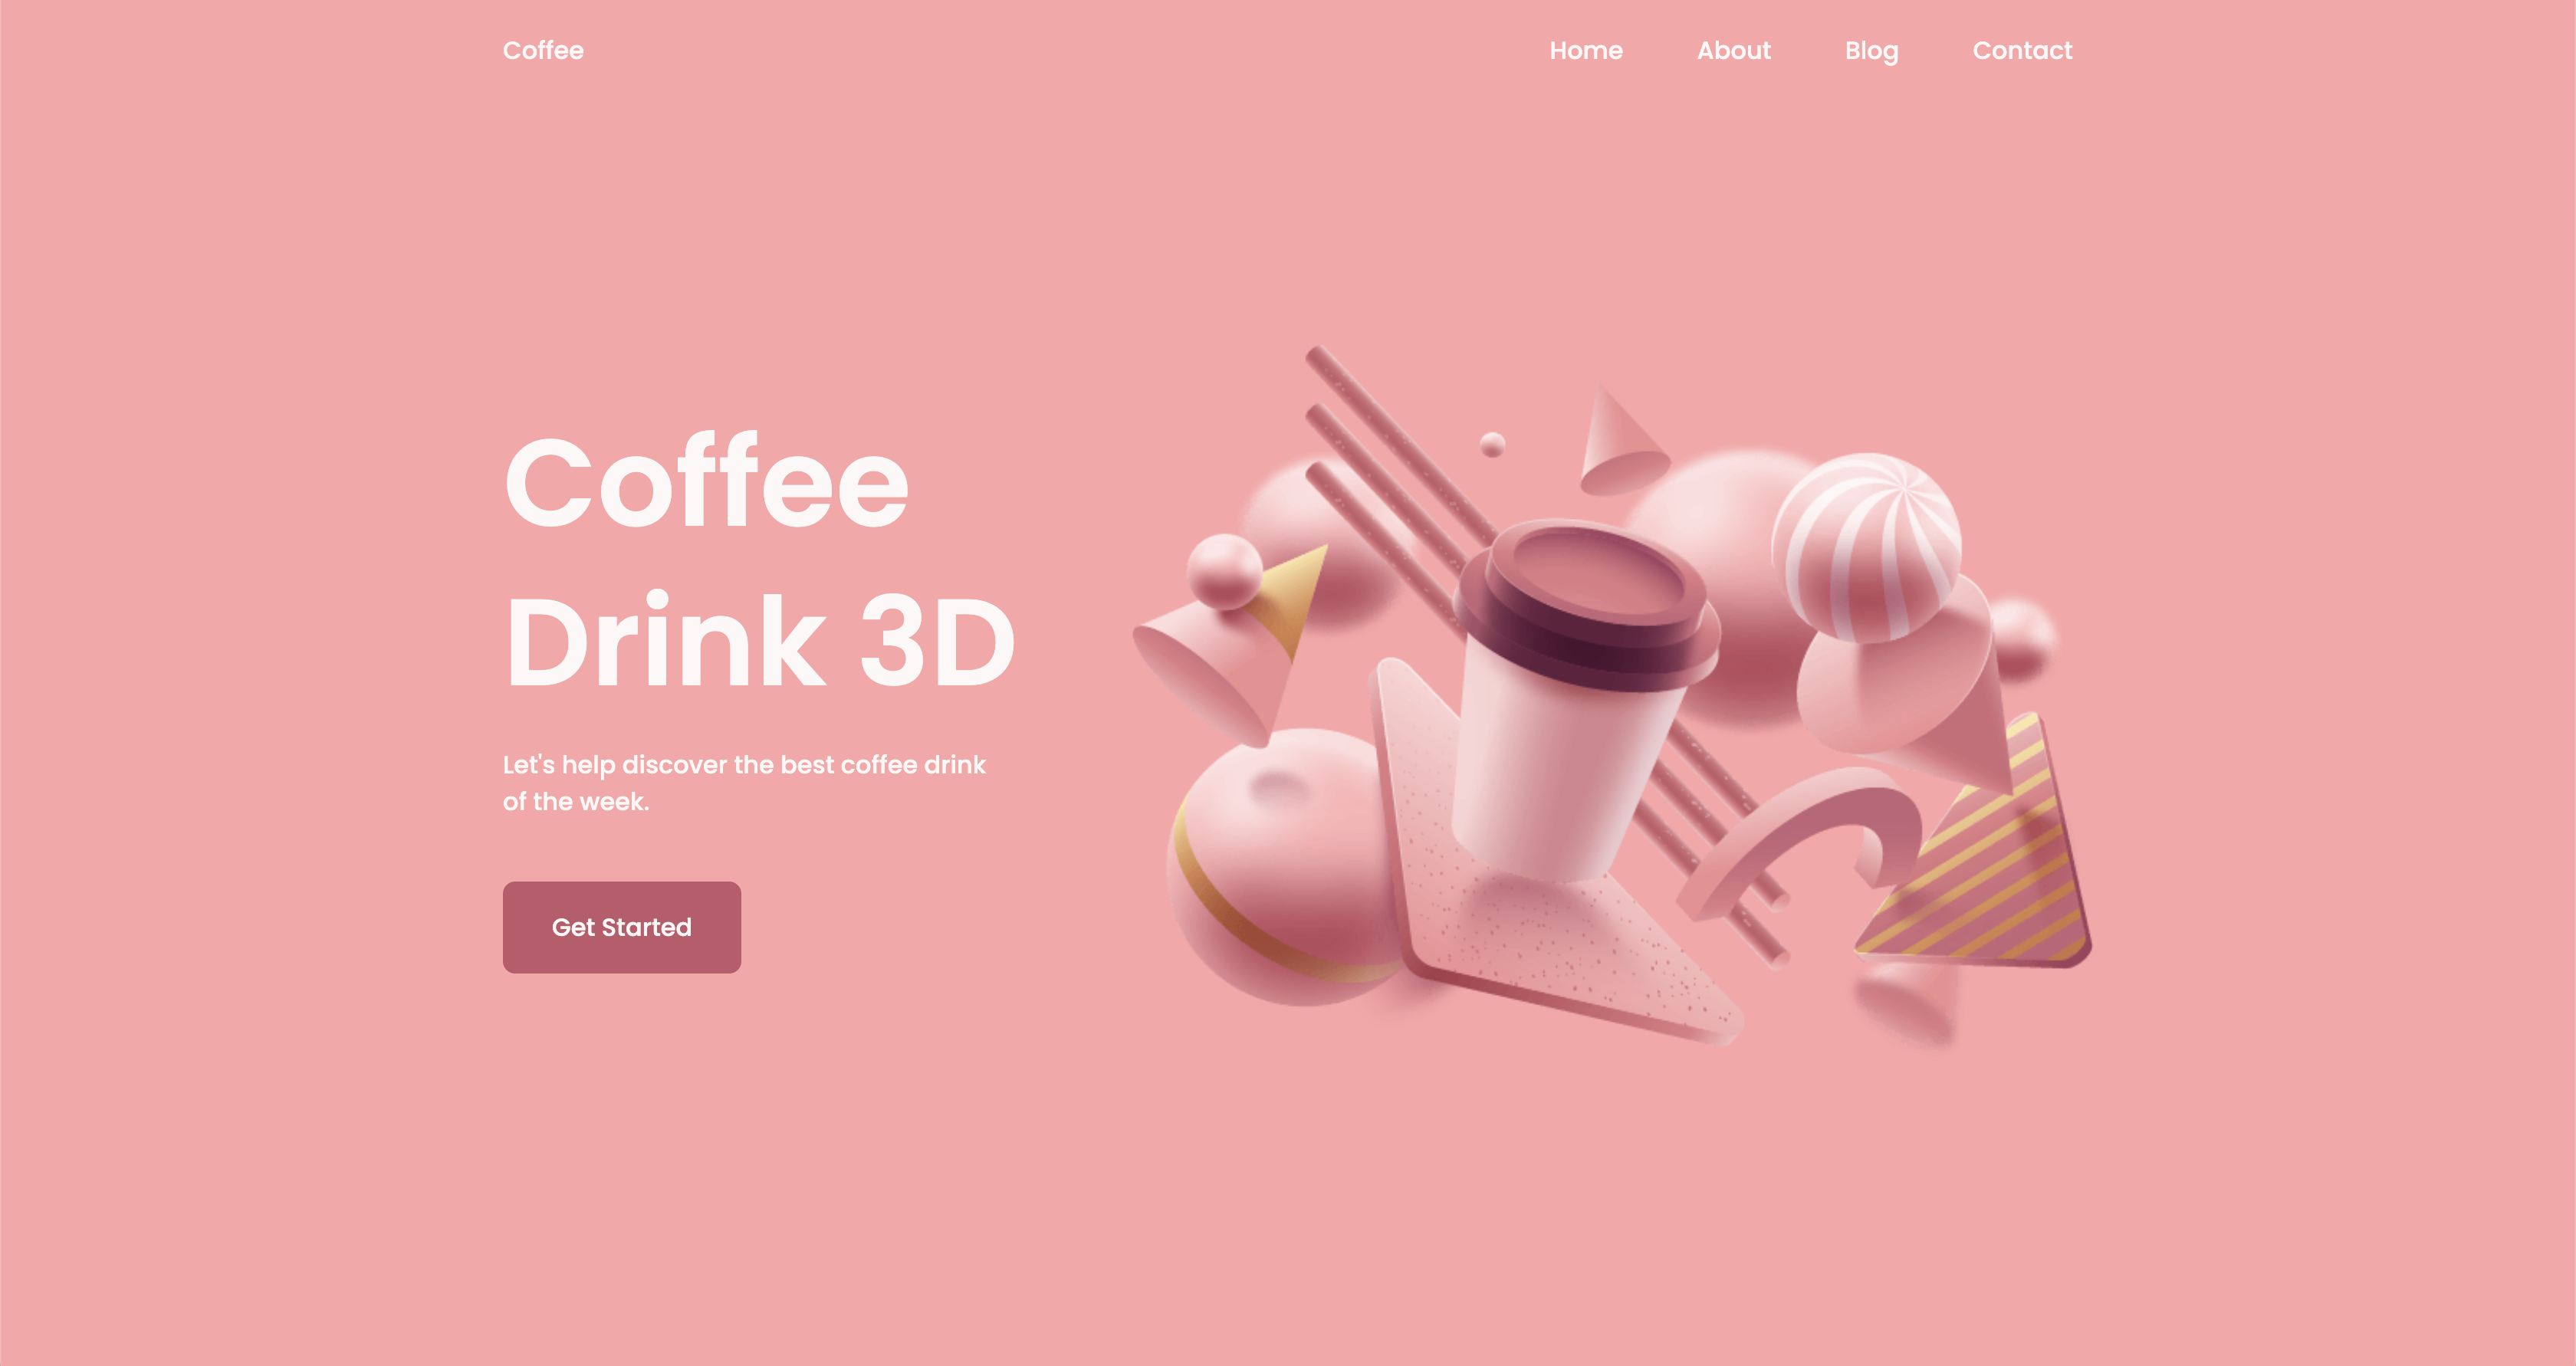 Coffee
Home About Blog Contact
Coffee
Drink 3D
Let's help discover the best coffee drink
of the week.
Get Started